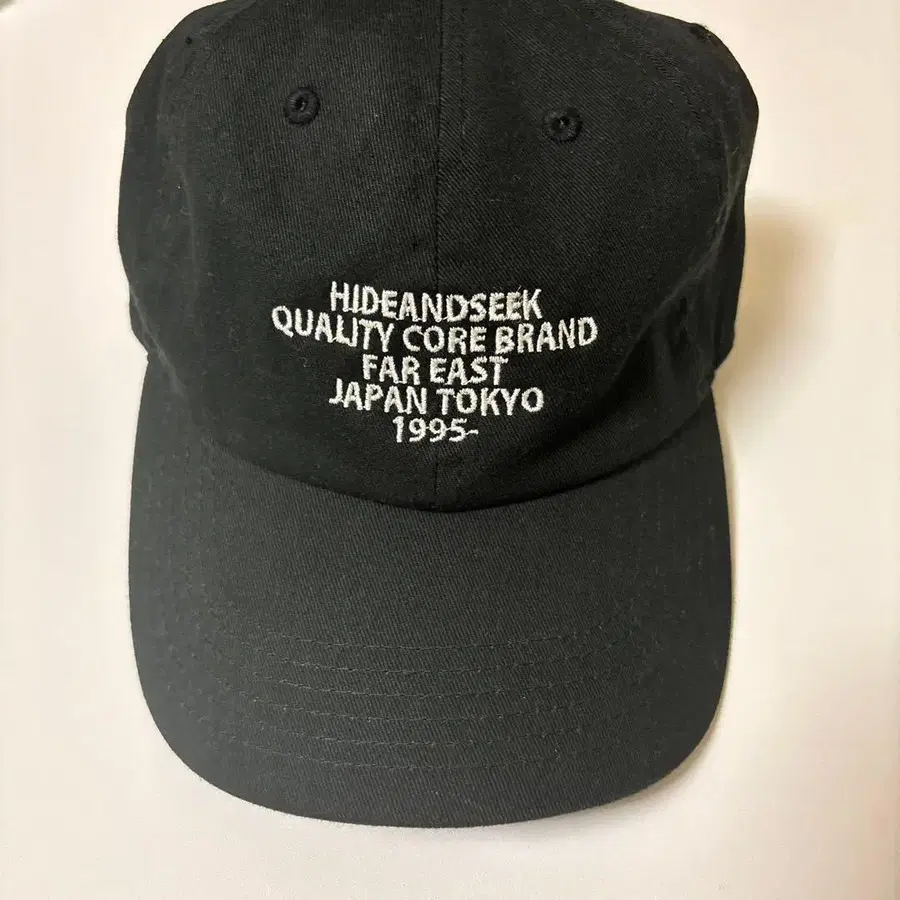 HIDEANDSEEK
QUALITY CORE BRAND
FAR EAST
JAPAN TOKYO
1995-